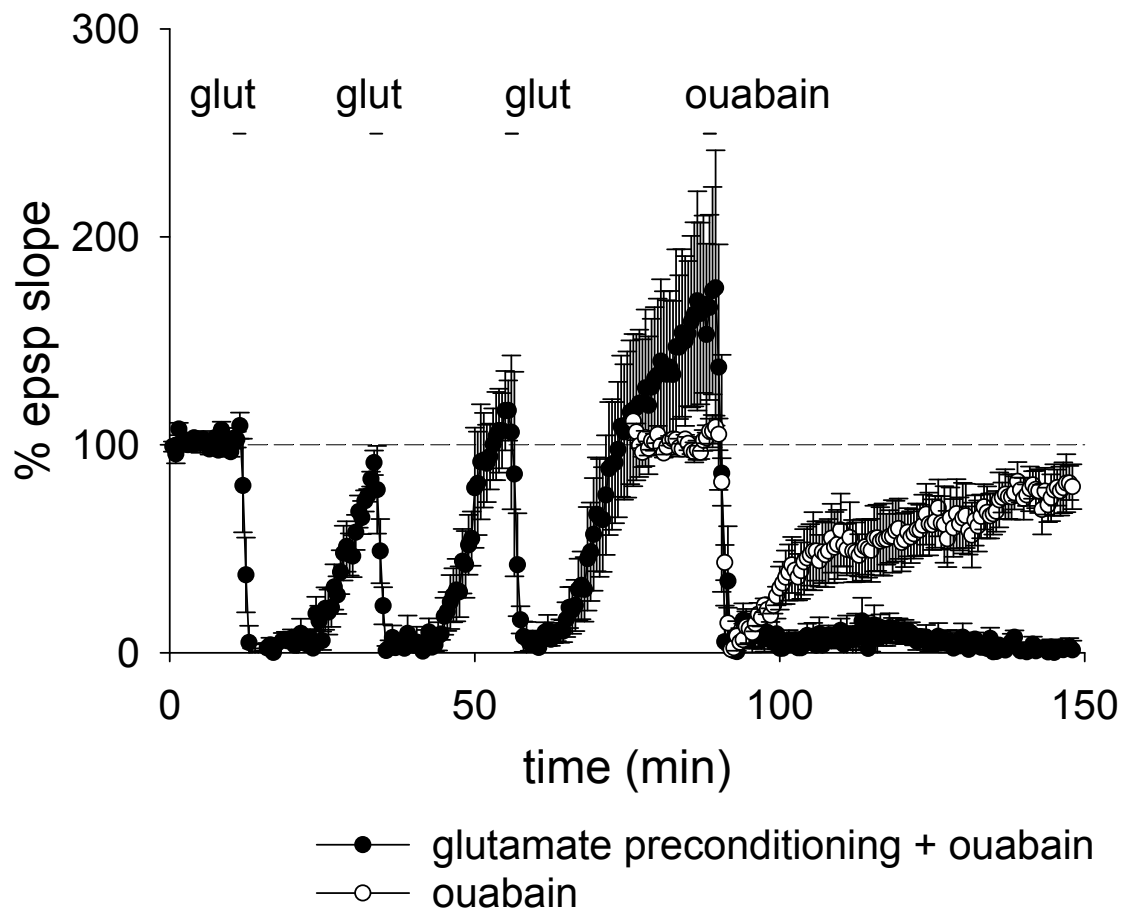 300
glut glut glut ouabain
200
% epsp slope
100
0
0 50 100 150
time (min)
glutamate preconditioning + ouabain
ouabain